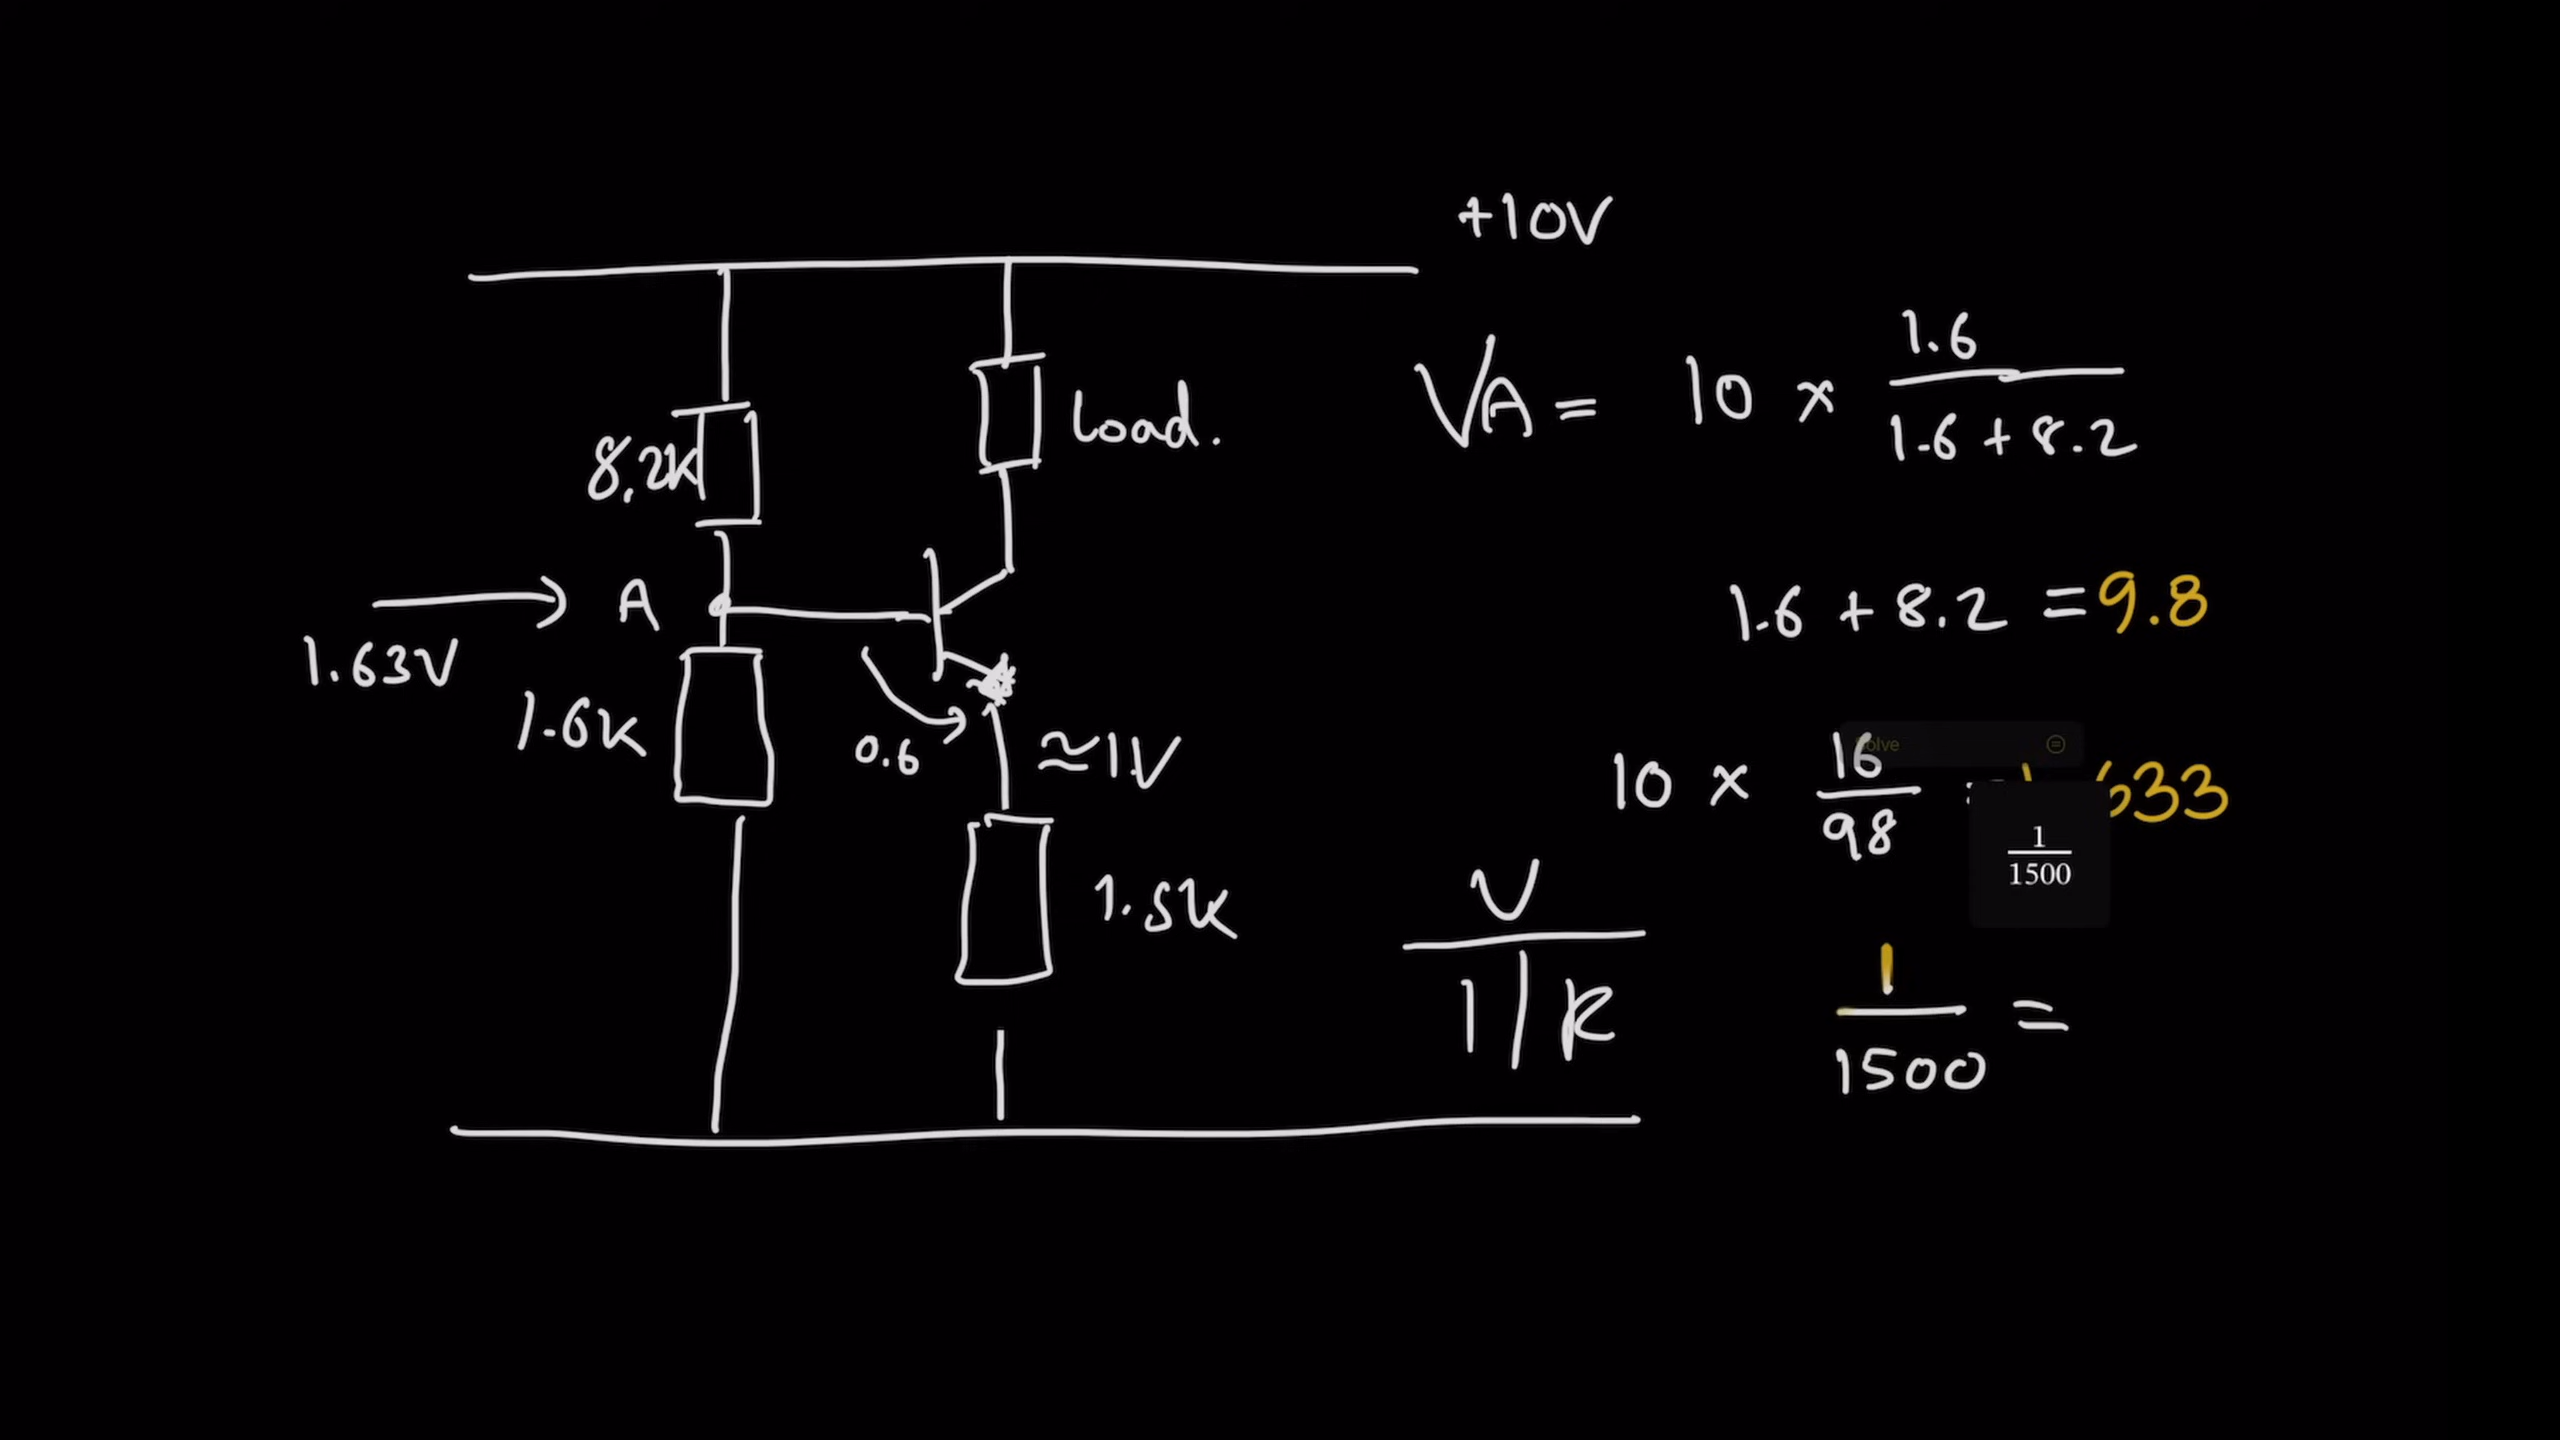 +10V
8.2K
Load.
VA = 10 × 1.6
1.6 + 8.2
A
1.63V
1.6 + 8.2 = 9.8
1.6K
0.6
≈1V
10 × 16
98
633
Solve
1
1500
1.5K
V
I R
1
1500 =